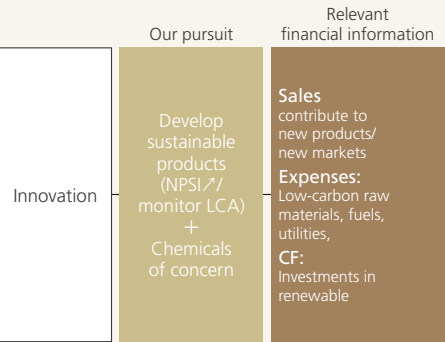 Our pursuit
Relevant
financial information
Innovation
Develop
sustainable
products
(NPSI↗/
monitor LCA)
+
Chemicals
of concern
Sales
contribute to
new products/
new markets
Expenses:
Low-carbon raw
materials, fuels,
utilities,
CF:
Investments in
renewable